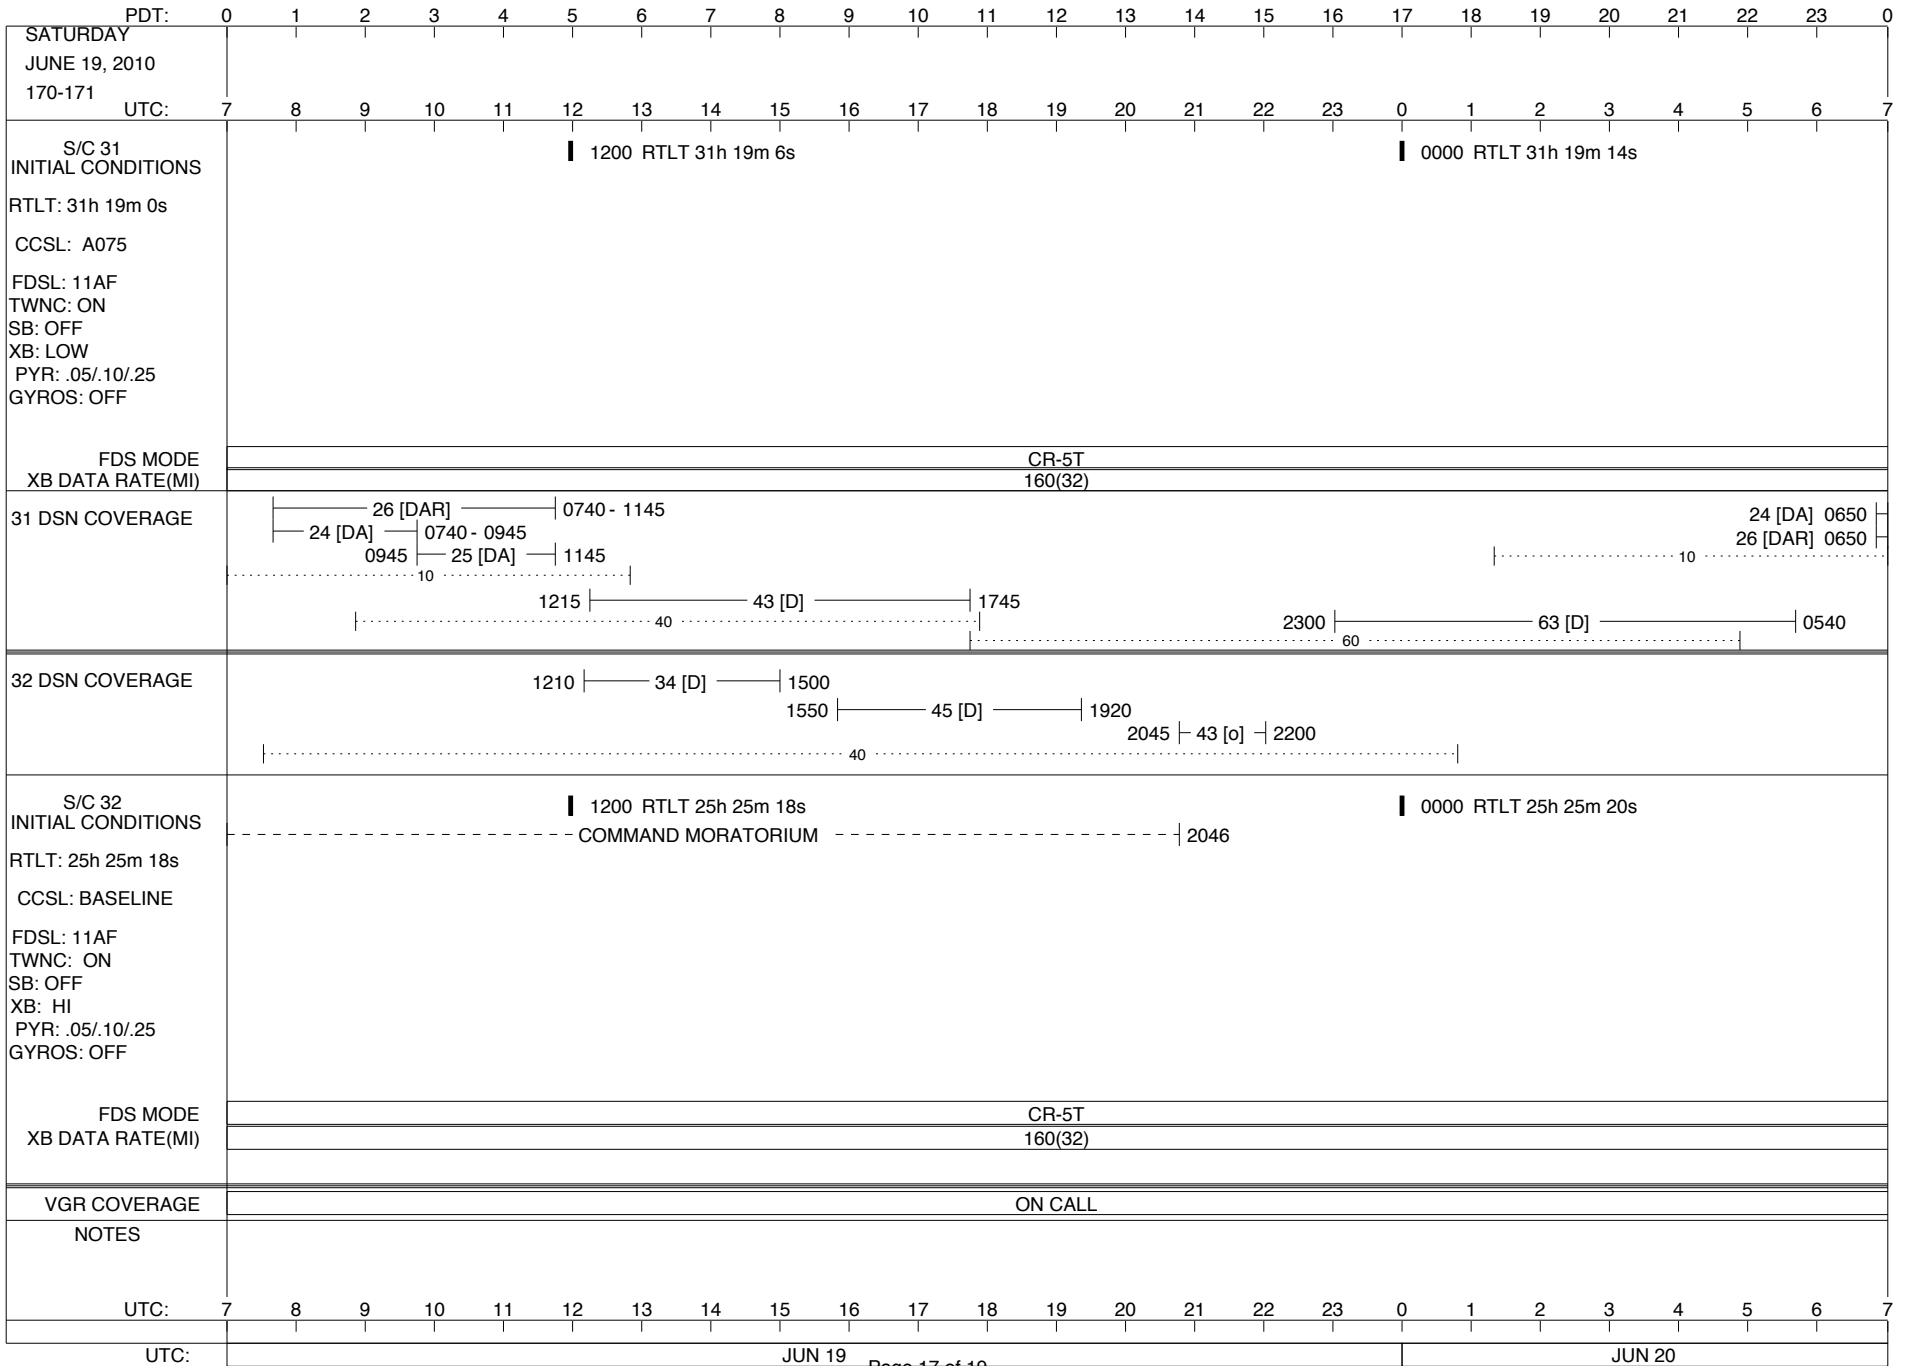 PDT: 0 1 2 3 4 5 6 7 8 9 10 11 12 13 14 15 16 17 18 19 20 21 22 23 0
SATURDAY
JUNE 19, 2010
170-171
UTC: 7 8 9 10 11 12 13 14 15 16 17 18 19 20 21 22 23 0 1 2 3 4 5 6 7
S/C 31
INITIAL CONDITIONS
1200 RTLT 31h 19m 6s
0000 RTLT 31h 19m 14s
RTLT: 31h 19m 0s
CCSL: A075
FDSL: 11AF
TWNC: ON
SB: OFF
XB: LOW
PYR: .05/.10/.25
GYROS: OFF
FDS MODE CR-5T
XB DATA RATE(MI) 160(32)
31 DSN COVERAGE
26 [DAR] 0740 - 1145
24 [DA] 0740 - 0945
0945 25 [DA] 1145
10
24 [DA] 0650
26 [DAR] 0650
10
1215 43 [D] 1745
40
2300 63 [D] 0540
60
32 DSN COVERAGE
1210 34 [D] 1500
1550 45 [D] 1920
2045 43 [o] 2200
40
S/C 32
INITIAL CONDITIONS
1200 RTLT 25h 25m 18s
0000 RTLT 25h 25m 20s
COMMAND MORATORIUM 2046
RTLT: 25h 25m 18s
CCSL: BASELINE
FDSL: 11AF
TWNC: ON
SB: OFF
XB: HI
PYR: .05/.10/.25
GYROS: OFF
FDS MODE CR-5T
XB DATA RATE(MI) 160(32)
VGR COVERAGE ON CALL
NOTES
UTC: 7 8 9 10 11 12 13 14 15 16 17 18 19 20 21 22 23 0 1 2 3 4 5 6 7
UTC: JUN 19 JUN 20
Page 17 of 19